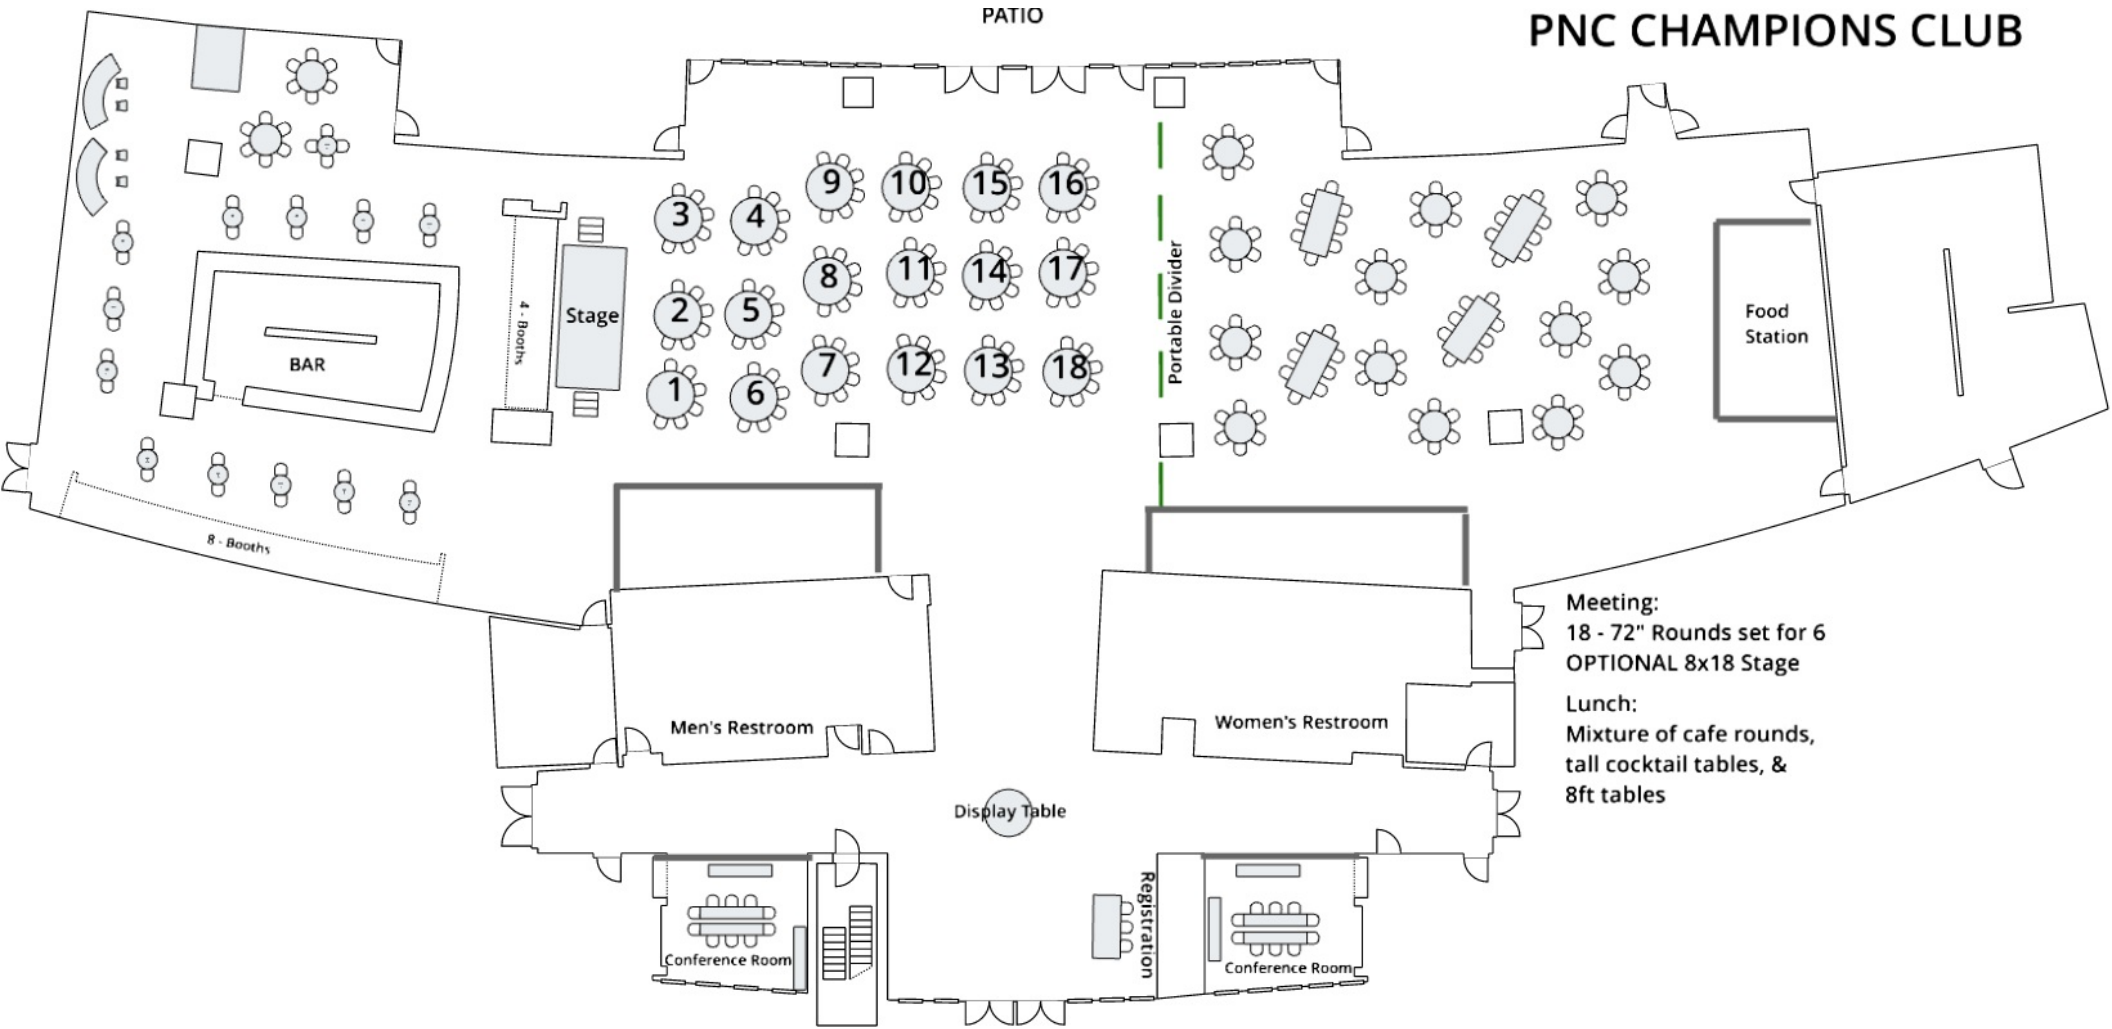 PATIO
PNC CHAMPIONS CLUB
3
4
9
10
15
16
2
5
8
11
14
17
1
6
7
12
13
18
Stage
4 - Booths
BAR
8 - Booths
Portable Divider
Food
Station
Men's Restroom
Women's Restroom
Meeting:
18 - 72" Rounds set for 6
OPTIONAL 8x18 Stage
Lunch:
Mixture of cafe rounds,
tall cocktail tables, &
8ft tables
Display Table
Registration
Conference Room
Conference Room